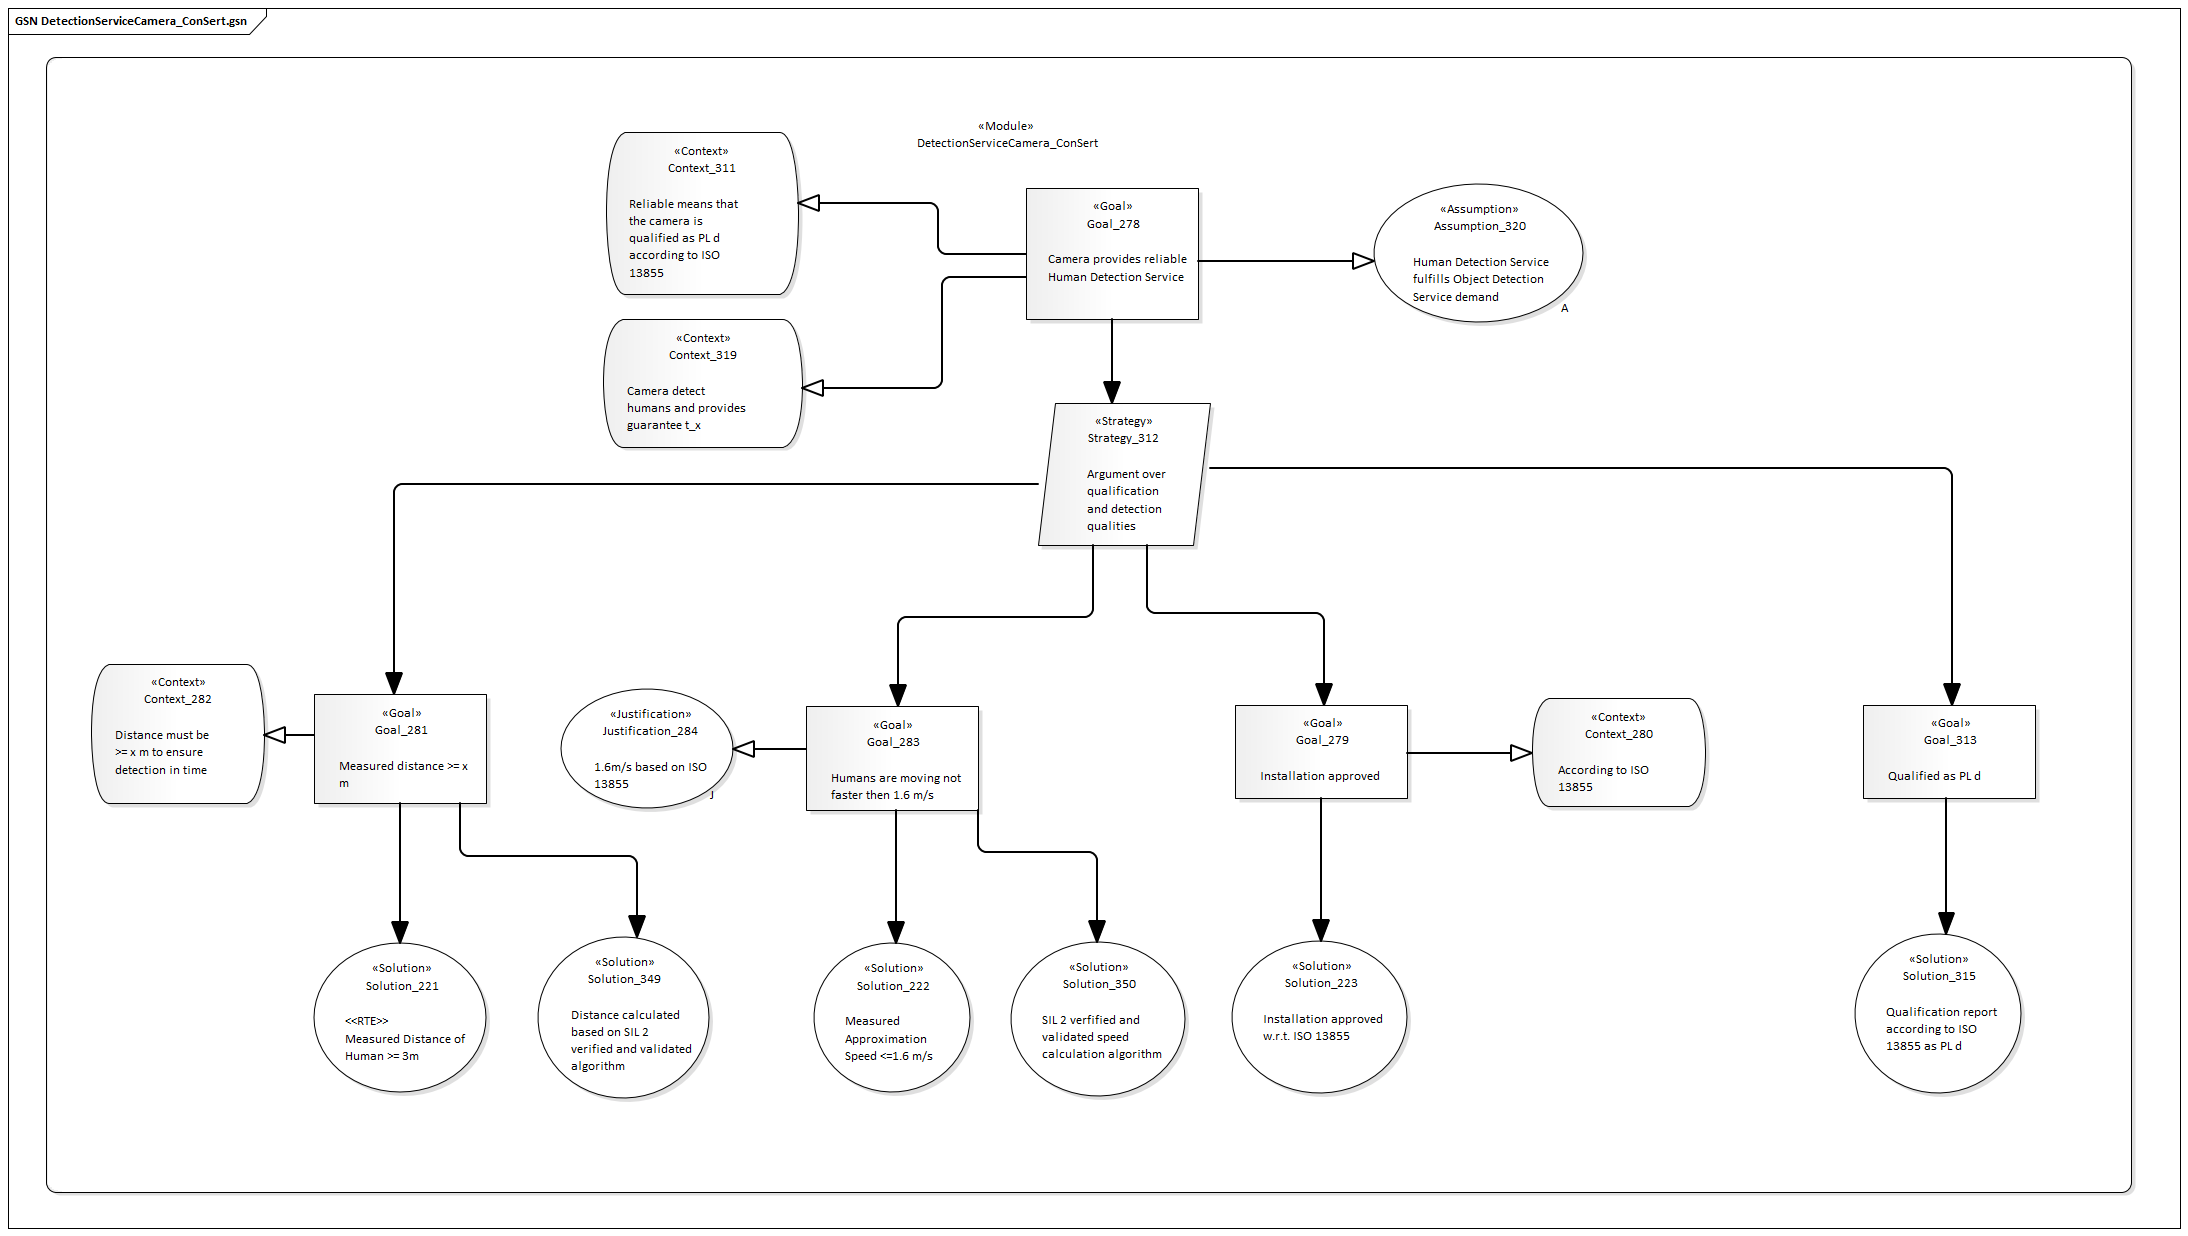 GSN DetectionServiceCamera_ConSert.gsn
«Module»
DetectionServiceCamera_ConSert
«Context»
Context_311
Reliable means that
the camera is
qualified as PL d
according to ISO
13855
«Goal»
Goal_278
Camera provides reliable
Human Detection Service
«Assumption»
Assumption_320
Human Detection Service
fulfills Object Detection
Service demand
A
«Context»
Context_319
Camera detect
humans and provides
guarantee t_x
«Strategy»
Strategy_312
Argument over
qualification
and detection
qualities
«Context»
Context_282
Distance must be
>= x m to ensure
detection in time
«Goal»
Goal_281
Measured distance >= x
m
«Justification»
Justification_284
1.6m/s based on ISO
13855
J
«Goal»
Goal_283
Humans are moving not
faster then 1.6 m/s
«Goal»
Goal_279
Installation approved
«Context»
Context_280
According to ISO
13855
«Goal»
Goal_313
Qualified as PL d
«Solution»
Solution_221
<<RTE>>
Measured Distance of
Human >= 3m
«Solution»
Solution_349
Distance calculated
based on SIL 2
verified and validated
algorithm
«Solution»
Solution_222
Measured
Approximation
Speed <=1.6 m/s
«Solution»
Solution_350
SIL 2 verfified and
validated speed
calculation algorithm
«Solution»
Solution_223
Installation approved
w.r.t. ISO 13855
«Solution»
Solution_315
Qualification report
according to ISO
13855 as PL d